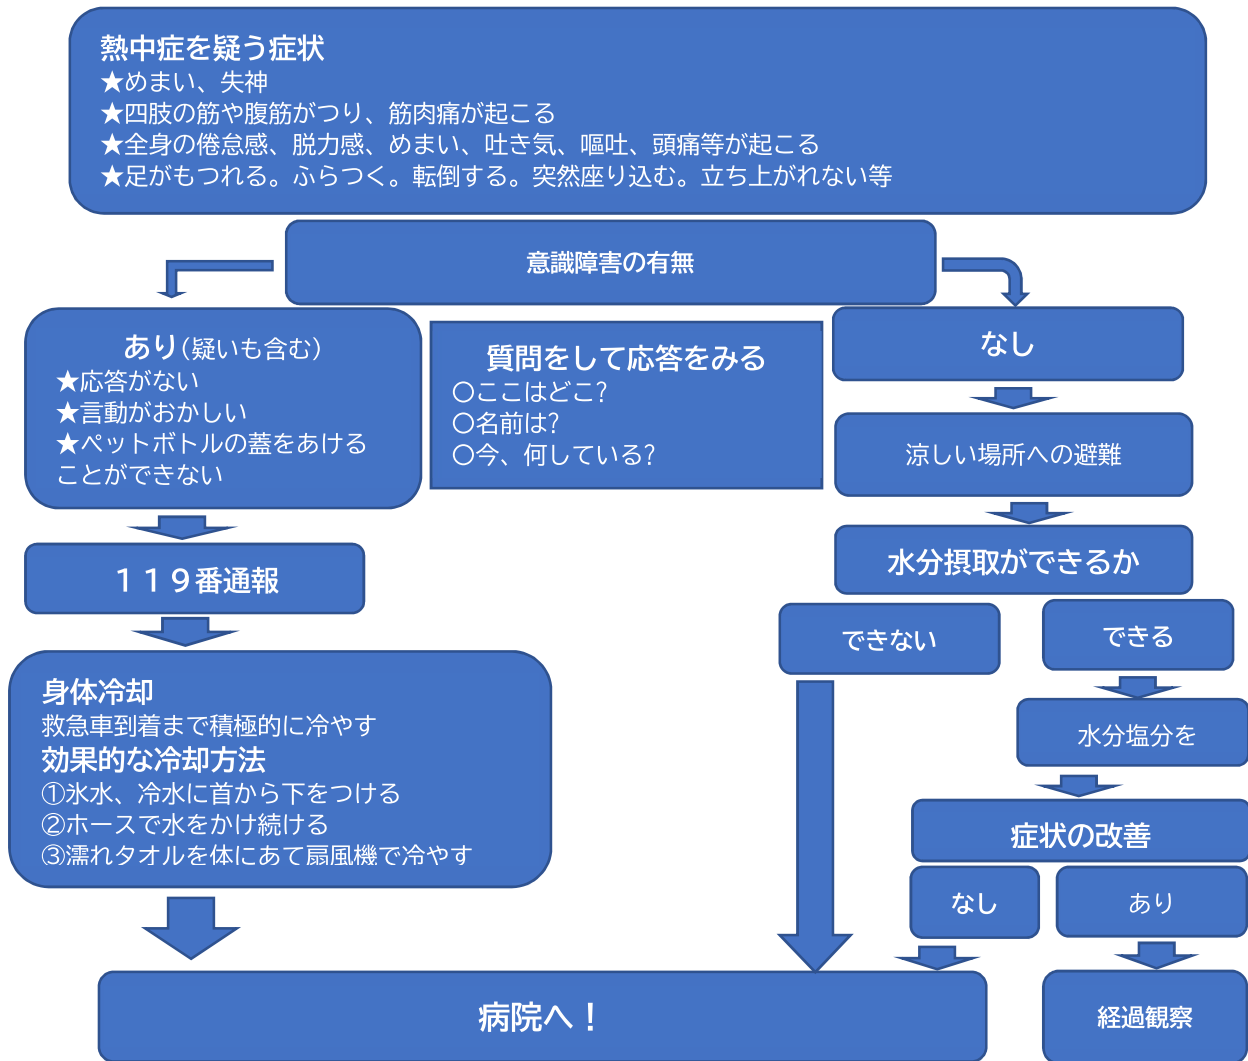 熱中症を疑う症状
★めまい、失神
★四肢の筋や腹筋がつり、筋肉痛が起こる
★全身の倦怠感、脱力感、めまい、吐き気、嘔吐、頭痛等が起こる
★足がもつれる。ふらつく。転倒する。突然座り込む。立ち上がれない等
意識障害の有無
あり(疑いも含む)
★応答がない
★言動がおかしい
★ペットボトルの蓋をあける
ことができない
質問をして応答をみる
〇ここはどこ?
〇名前は?
〇今、何している?
なし
涼しい場所への避難
119番通報
水分摂取ができるか
できない
できる
身体冷却
救急車到着まで積極的に冷やす
効果的な冷却方法
①氷水、冷水に首から下をつける
②ホースで水をかけ続ける
③濡れタオルを体にあて扇風機で冷やす
水分塩分を
症状の改善
なし
あり
病院へ!
経過観察